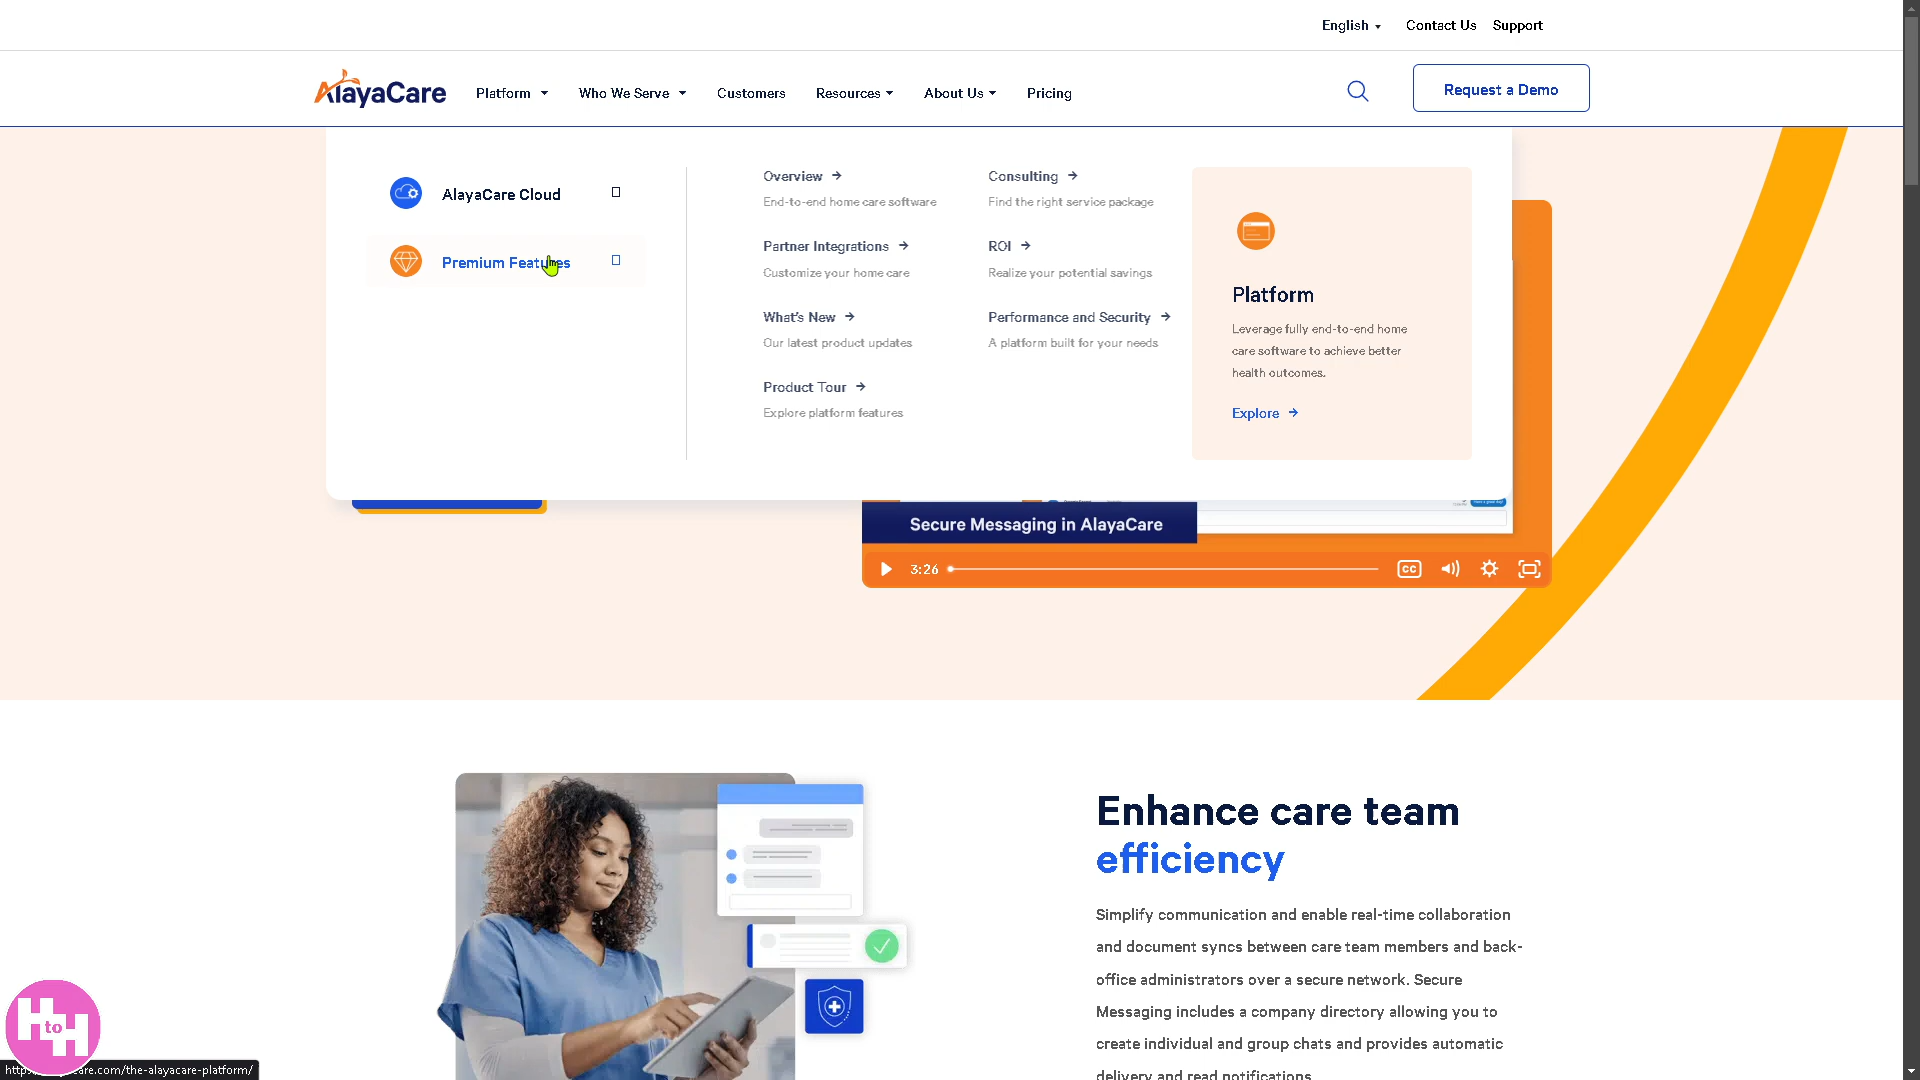 English
Contact Us
Support
AlayaCare
Platform
Who We Serve
Customers
Resources
About Us
Pricing
Request a Demo
AlayaCare Cloud
Premium Features
Overview
End-to-end home care software
Partner Integrations
Customize your home care
What's New
Our latest product updates
Product Tour
Explore platform features
Consulting
Find the right service package
ROI
Realize your potential savings
Performance and Security
A platform built for your needs
Platform
Leverage fully end-to-end home
care software to achieve better
health outcomes.
Explore
Secure Messaging in AlayaCare
3:26
CC
Enhance care team
efficiency
Simplify communication and enable real-time collaboration
and document syncs between care team members and back-
office administrators over a secure network. Secure
Messaging includes a company directory allowing you to
create individual and group chats and provides automatic
delivery and read notifications.
H to H
care.com/the-alayacare-platform/